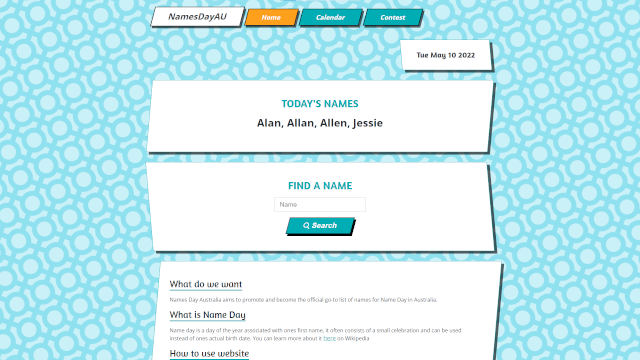 NamesDayAU Home Calendar Contest
Tue May 10 2022
TODAY'S NAMES
Alan, Allan, Allen, Jessie
FIND A NAME
Name
Search
What do we want
Names Day Australia aims to promote and become the official go-to list of names for Name Day in Australia.
What is Name Day
Name day is a day of the year associated with ones first name, it often consists of a small celebration and can be used
instead of ones actual birth date. You can learn more about it here on Wikipedia
How to use website